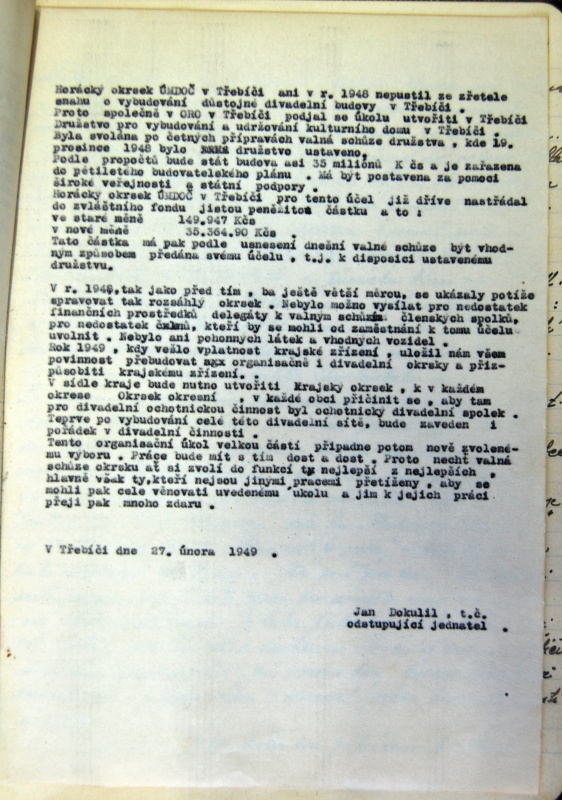 Horácký okrsek ÚMDOČ v Třebíči ani v r. 1948 nepustil ze zřetele
snahu o vybudování důstojné divadelní budovy v Třebíči .
Proto společně v ORO v Třebíči podjal se úkolu utvořiti v Třebíči
Družstvo pro vybudování a udržování kulturního domu v Třebíči .
Byla svolána po četných přípravách valná schůze družstva , kde 19.
prosince 1948 bylo družstvo ustaveno.
Podle propočtů bude stát budova asi 35 miliónů K čs a je zařazena
do pětiletého budovatelského plánu . Má být postavena za pomoci
široké veřejnosti a státní podpory .
Horácký okrsek ÚMDOČ v Třebíči pro tento účel již dříve nastřádal
do zvláštního fondu jistou peněžitou částku a to :
ve staré měně 149.947 Kčs
v nové měně 35.364.90 Kčs .
Tato částka má pak podle usnesení dnešní valné schůze být vhod-
ným způsobem předána svému účelu , t.j. k disposici ustavenému
družstvu.
V r. 1948,tak jako před tím , ba ještě větší měrou, se ukázaly potíže
spravovat tak rozsáhlý okrsek . Nebylo možno vysílat pro nedostatek
finančních prostředků delegáty k valným schůzím členských spolků,
pro nedostatek členů, kteří by se mohli od zaměstnání k tomu účelu
uvolnit . Nebylo ani pohonných látek a vhodných vozidel .
Rok 1949 , kdy vešlo vplatnost krajské zřízení , uložil nám všem
povinnost přebudovat organisačně i divadelní okrsky a přiz-
působiti krajskému zřízení .
V sídle kraje bude nutno utvořiti Krajský okrsek , k v každém
okrese Okrsek okresní , v každé obci přičinit se , aby tam
pro divadelní ochotnickou činnost byl ochotnický divadelní spolek .
Teprve po vybudování celé této divadelní sítě, bude zaveden i
pořádek v divadelní činnosti .
Tento organisační úkol velkou částí připadne potom nově zvolené-
mu výboru . Práce bude mít s tím dost a dost . Proto nechť valná
schůze okrsku ať si zvolí do funkcí ty nejlepší z nejlepších ,
hlavně však ty,kteří nejsou jinými pracemi přetíženy , aby se
mohli pak cele věnovati uvedenému úkolu a jim k jejich práci
přeji pak mnoho zdaru .
V Třebíči dne 27. února 1949 .
Jan Dokulil , t.č.
odstupující jednatel .